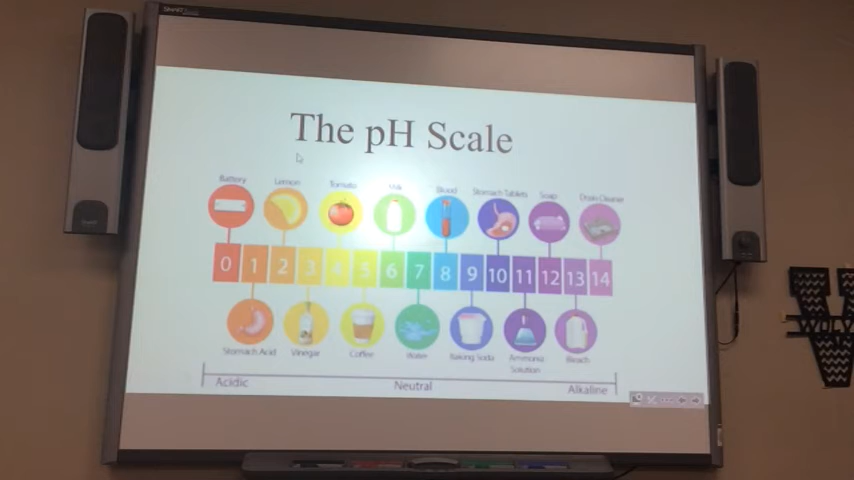 The pH Scale
Battery Lemon Tomato Milk Blood Stomach Tablets Soap Drain Cleaner
0 1 2 3 4 5 6 7 8 9 10 11 12 13 14
Stomach Acid Vinegar Coffee Water Baking Soda Ammonia Solution Bleach
Acidic Neutral Alkaline